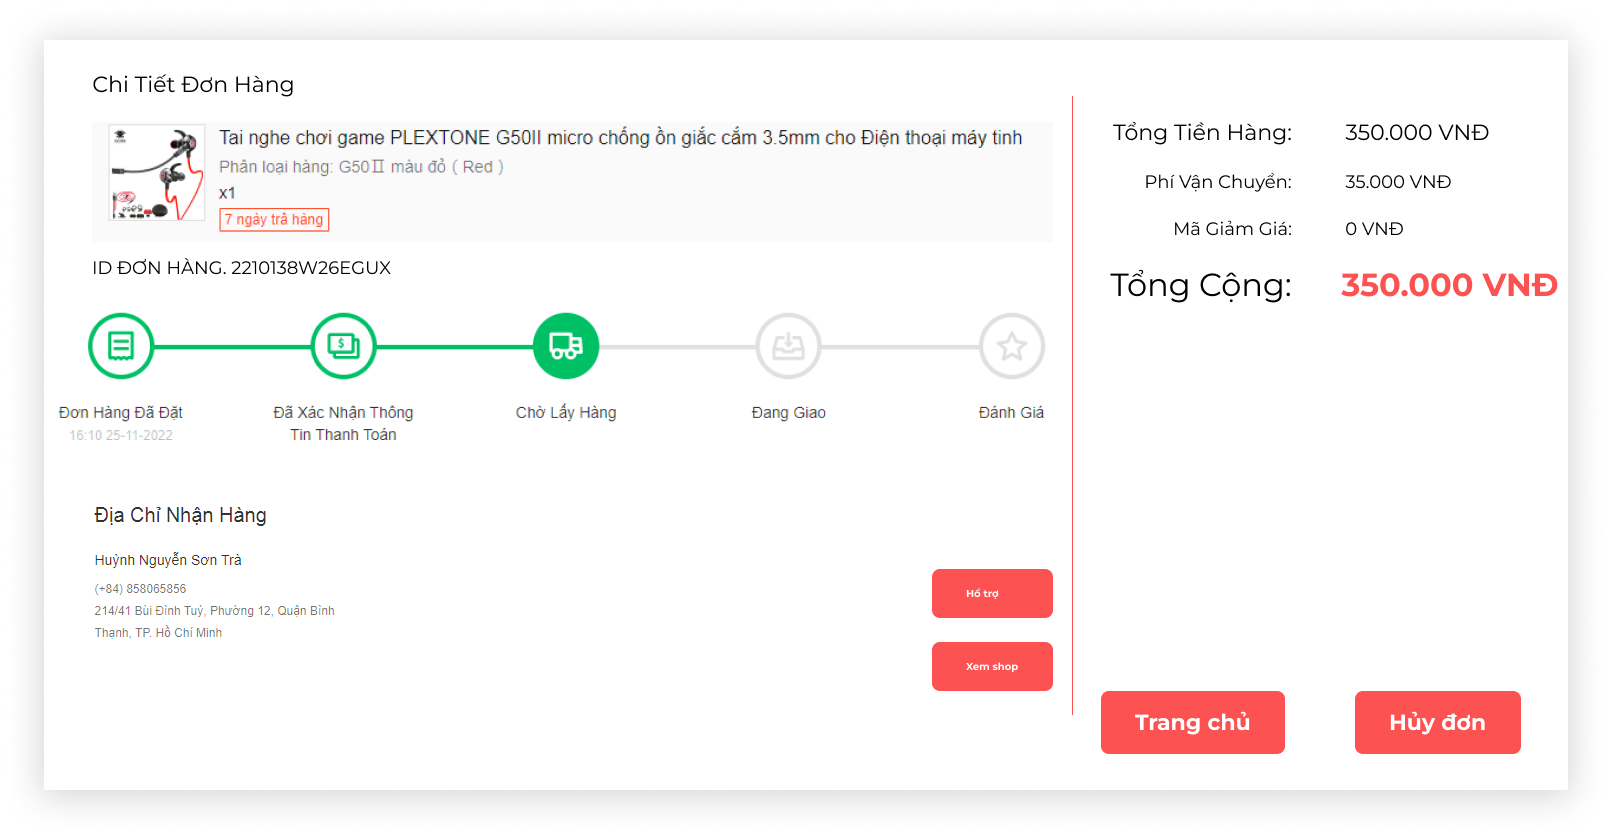 Chi Tiết Đơn Hàng
Tai nghe chơi game PLEXTONE G50II micro chống ồn giắc cắm 3.5mm cho Điện thoại máy tinh
Phân loại hàng: G50Ⅱ màu đỏ ( Red )
x1
7 ngày trả hàng
ID ĐƠN HÀNG. 2210138W26EGUX
$
Đơn Hàng Đã Đặt
16:10 25-11-2022
Đã Xác Nhận Thông
Tin Thanh Toán
Chờ Lấy Hàng
Đang Giao
Đánh Giá
Địa Chỉ Nhận Hàng
Huỳnh Nguyễn Sơn Trà
(+84) 858065856
214/41 Bùi Đình Tuý, Phường 12, Quận Bình
Thạnh, TP. Hồ Chí Minh
Hổ trợ
Xem shop
Tổng Tiền Hàng: 350.000 VNĐ
Phí Vận Chuyển: 35.000 VNĐ
Mã Giảm Giá: 0 VNĐ
Tổng Cộng: 350.000 VNĐ
Trang chủ
Hủy đơn